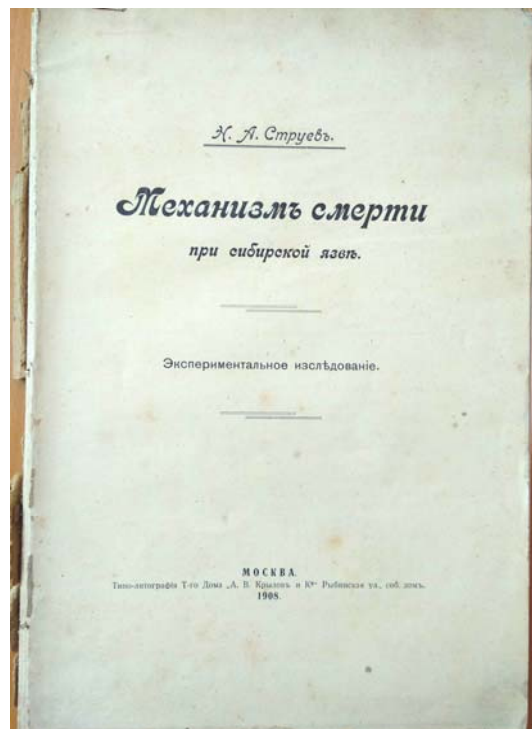 Н. А. Струевъ.
Механизмъ смерти
при сибирской язвѣ.
Экспериментальное изслѣдованіе.
МОСКВА.
Типо-литографія Т-го Дома „А. В. Крыловъ и Кº“ Рыбинская ул., соб. домъ.
1908.